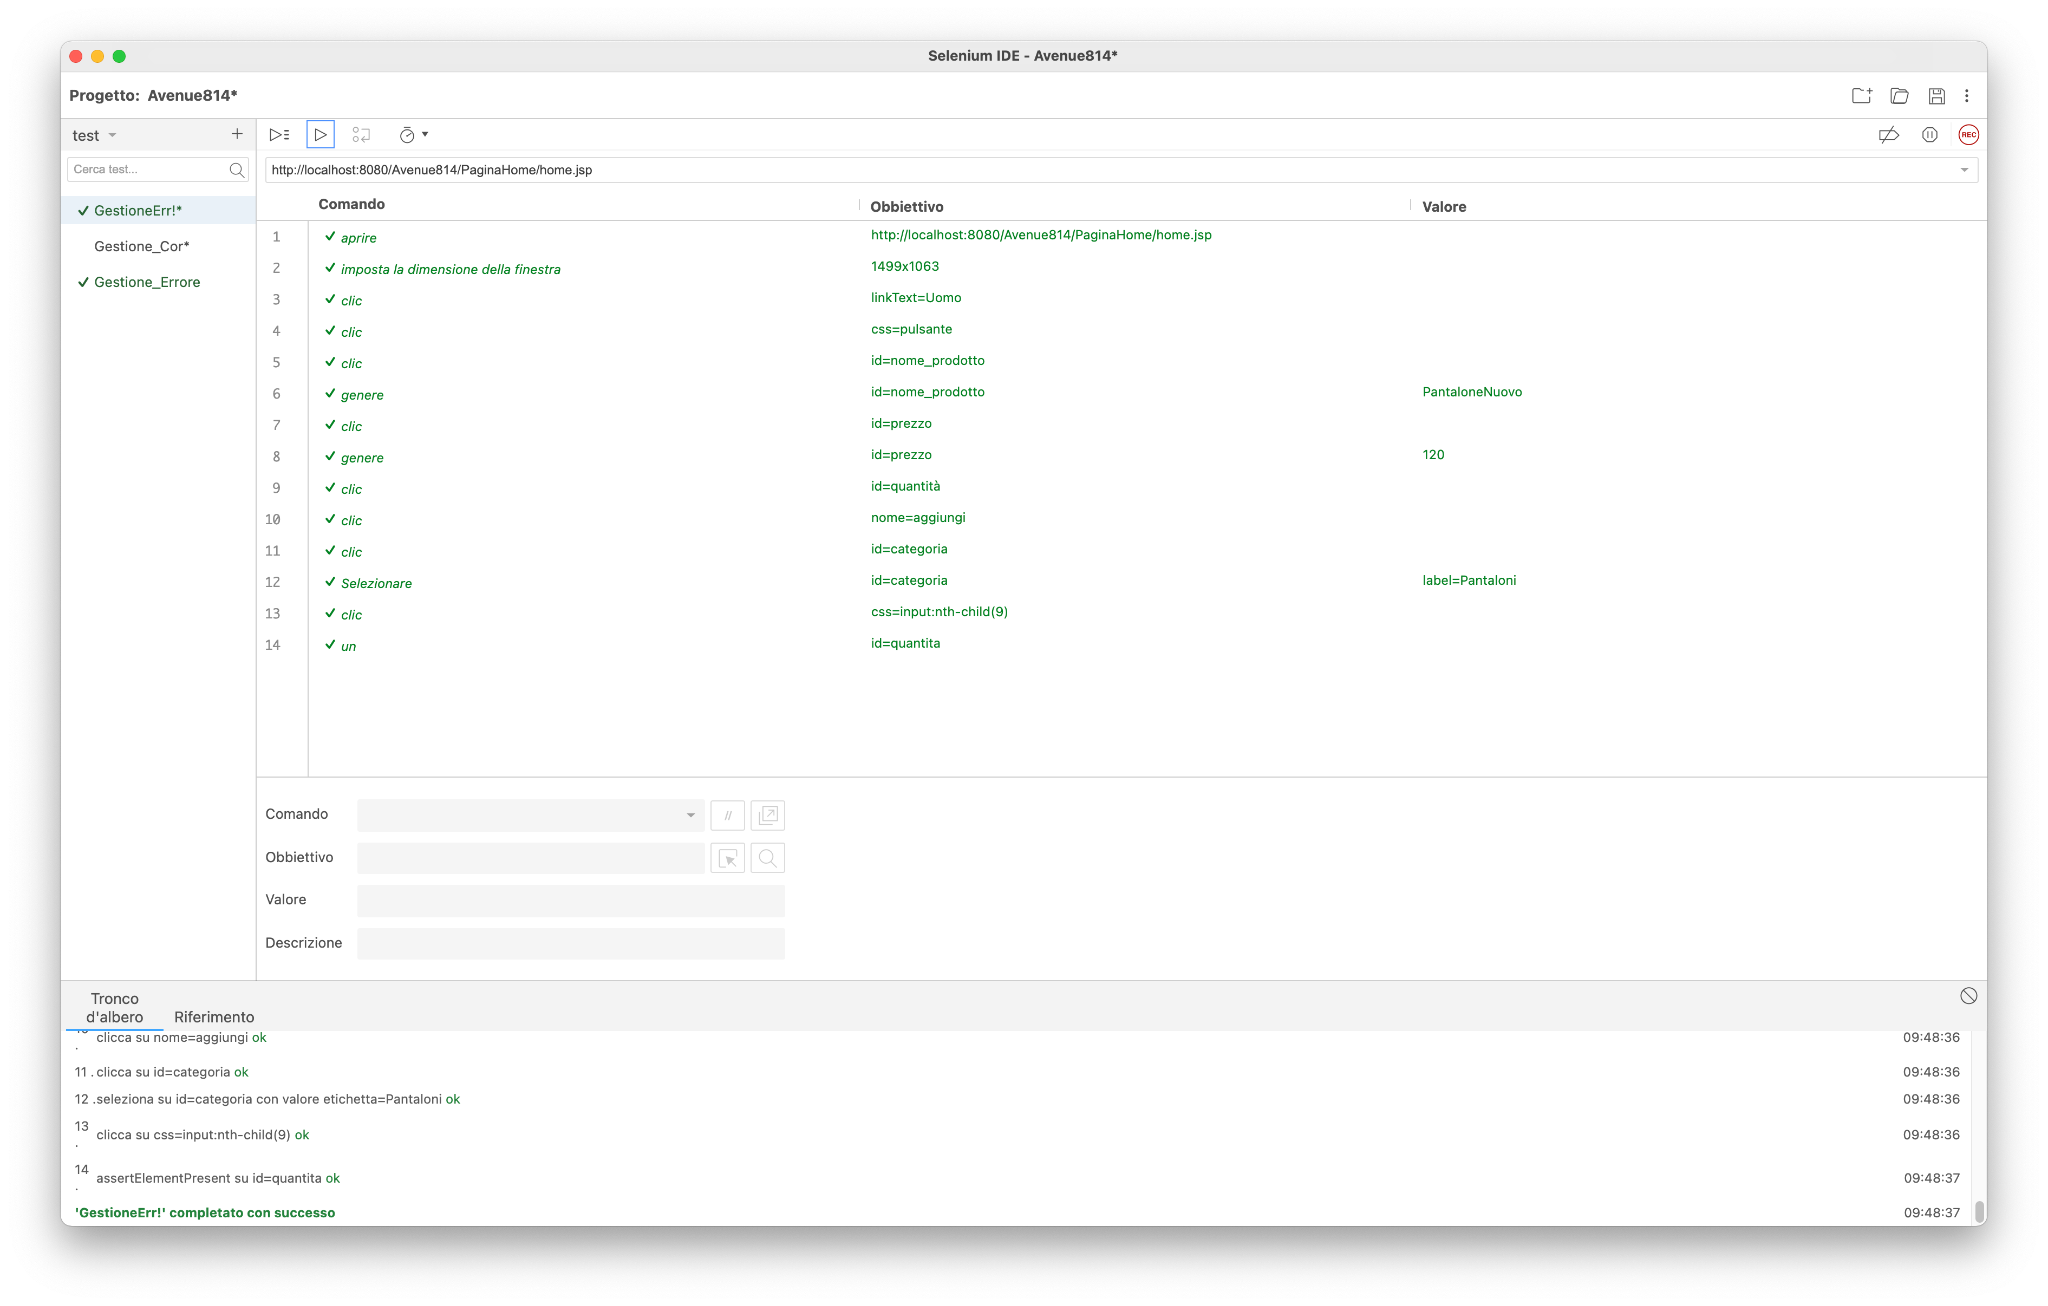 Selenium IDE - Avenue814*
Progetto: Avenue814*
test
Cerca test...
GestioneErr!*
Gestione_Cor*
Gestione_Errore
REC
http://localhost:8080/Avenue814/PaginaHome/home.jsp
Comando Obbiettivo Valore
1 aprire http://localhost:8080/Avenue814/PaginaHome/home.jsp
2 imposta la dimensione della finestra 1499x1063
3 clic linkText=Uomo
4 clic css=pulsante
5 clic id=nome_prodotto
6 genere id=nome_prodotto PantaloneNuovo
7 clic id=prezzo
8 genere id=prezzo 120
9 clic id=quantità
10 clic nome=aggiungi
11 clic id=categoria
12 Selezionare id=categoria label=Pantaloni
13 clic css=input:nth-child(9)
14 un id=quantita
Comando //
Obbiettivo
Valore
Descrizione
Tronco d'albero
Riferimento
clicca su nome=aggiungi ok 09:48:36
11 . clicca su id=categoria ok 09:48:36
12 .seleziona su id=categoria con valore etichetta=Pantaloni ok 09:48:36
13 . clicca su css=input:nth-child(9) ok 09:48:36
14 . assertElementPresent su id=quantita ok 09:48:37
'GestioneErr!' completato con successo 09:48:37